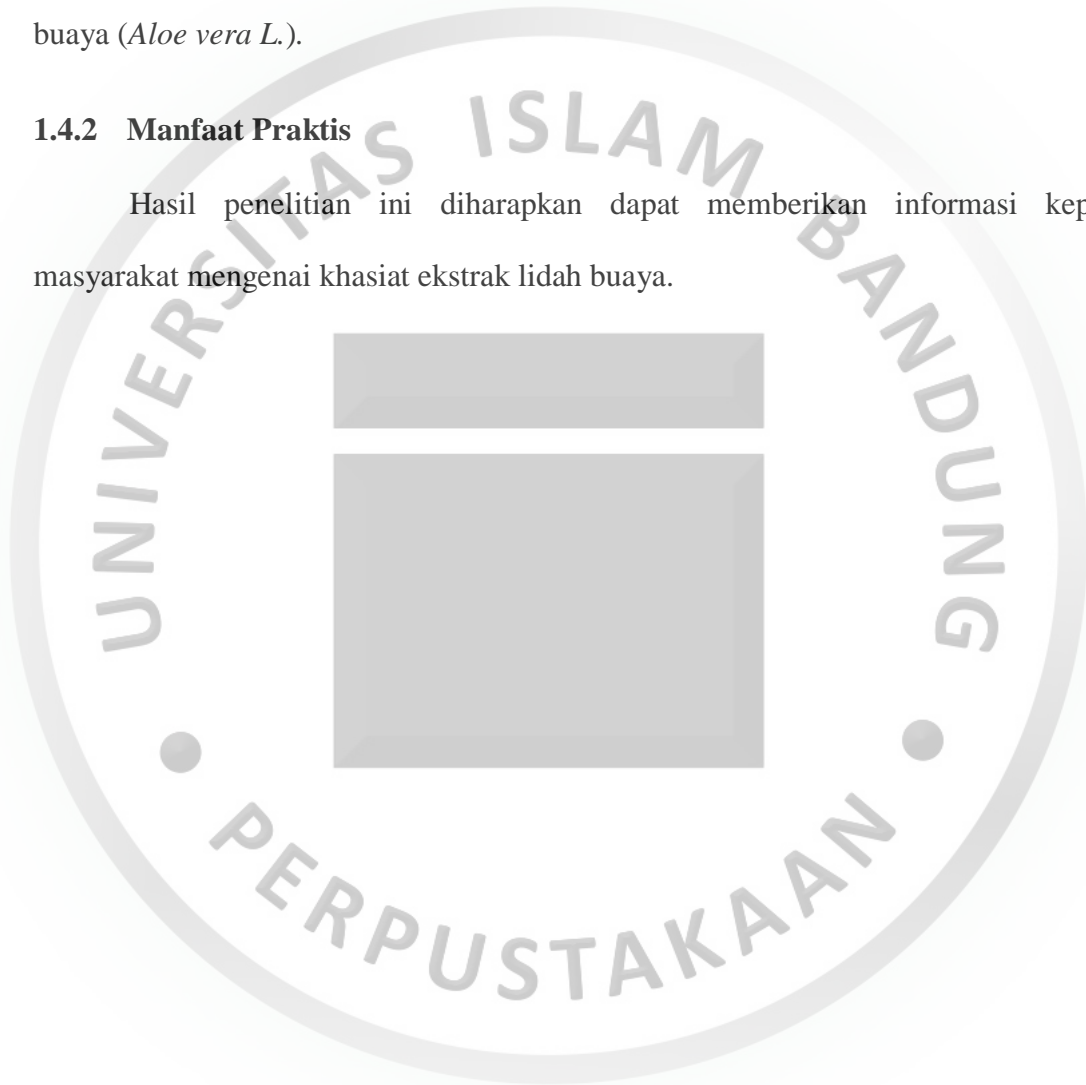 buaya (Aloe vera L.).
1.4.2 Manfaat Praktis
Hasil penelitian ini diharapkan dapat memberikan informasi kep
masyarakat mengenai khasiat ekstrak lidah buaya.
UNIVERSITAS ISLAM BANDUNG
PERPUSTAKAAN